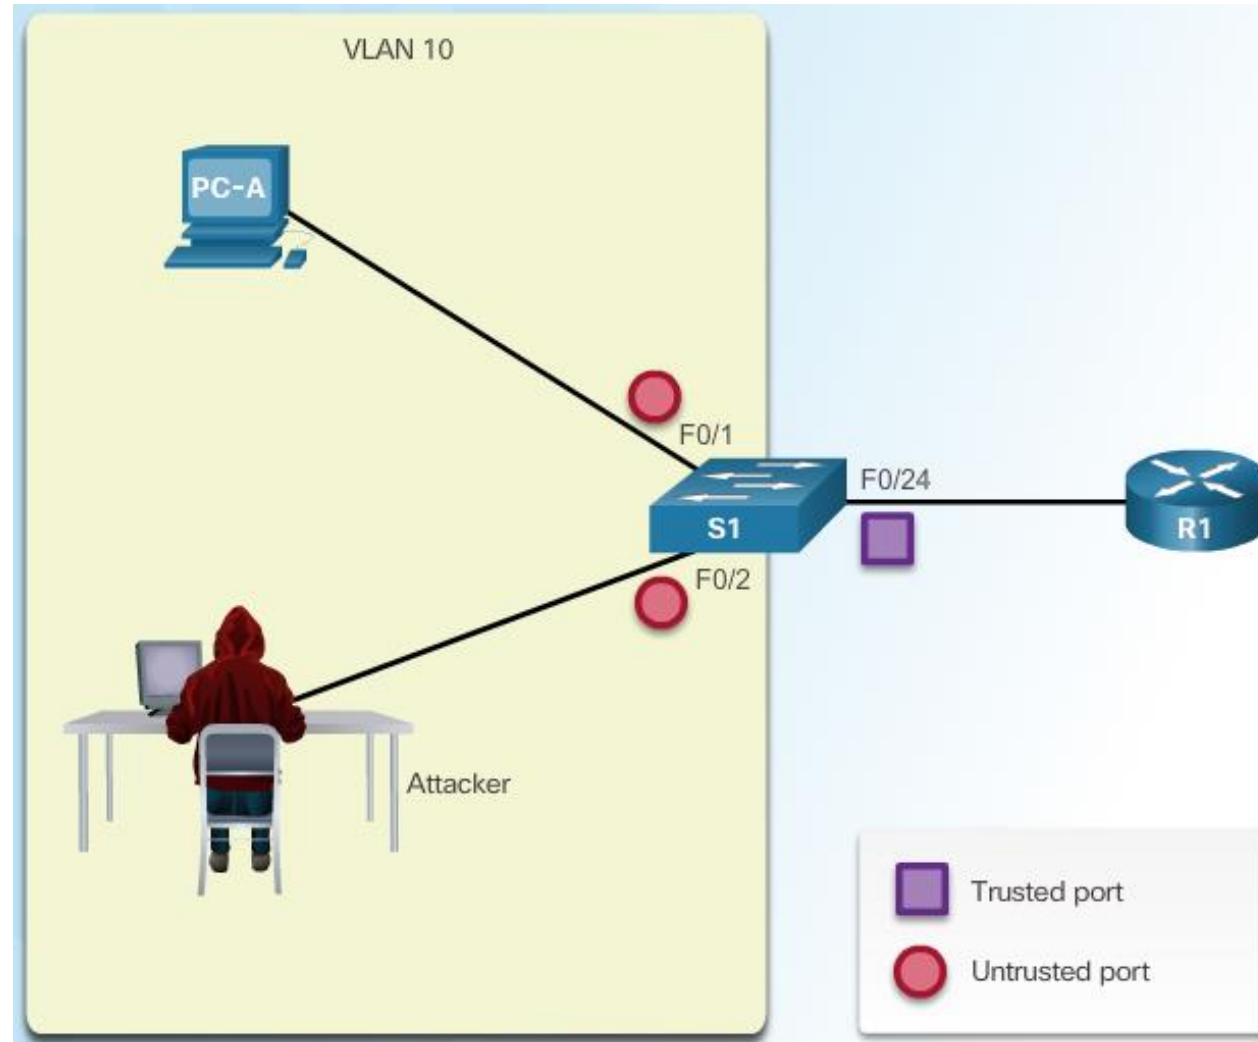 VLAN 10
PC-A
F0/1
F0/24
S1
R1
F0/2
Attacker
Trusted port
Untrusted port